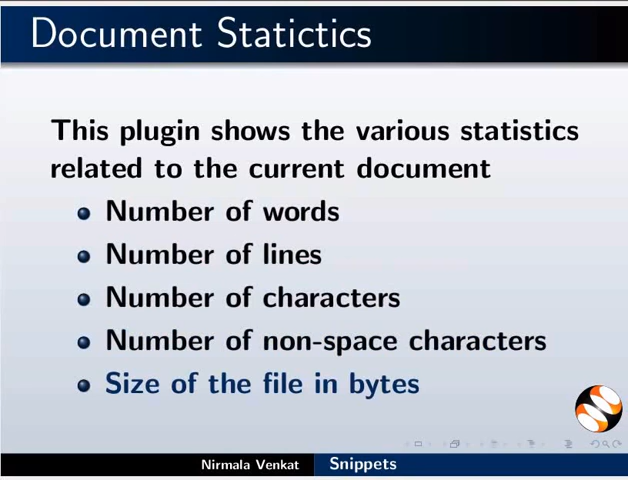 Document Statictics
This plugin shows the various statistics
related to the current document
Number of words
Number of lines
Number of characters
Number of non-space characters
Size of the file in bytes
Nirmala Venkat Snippets